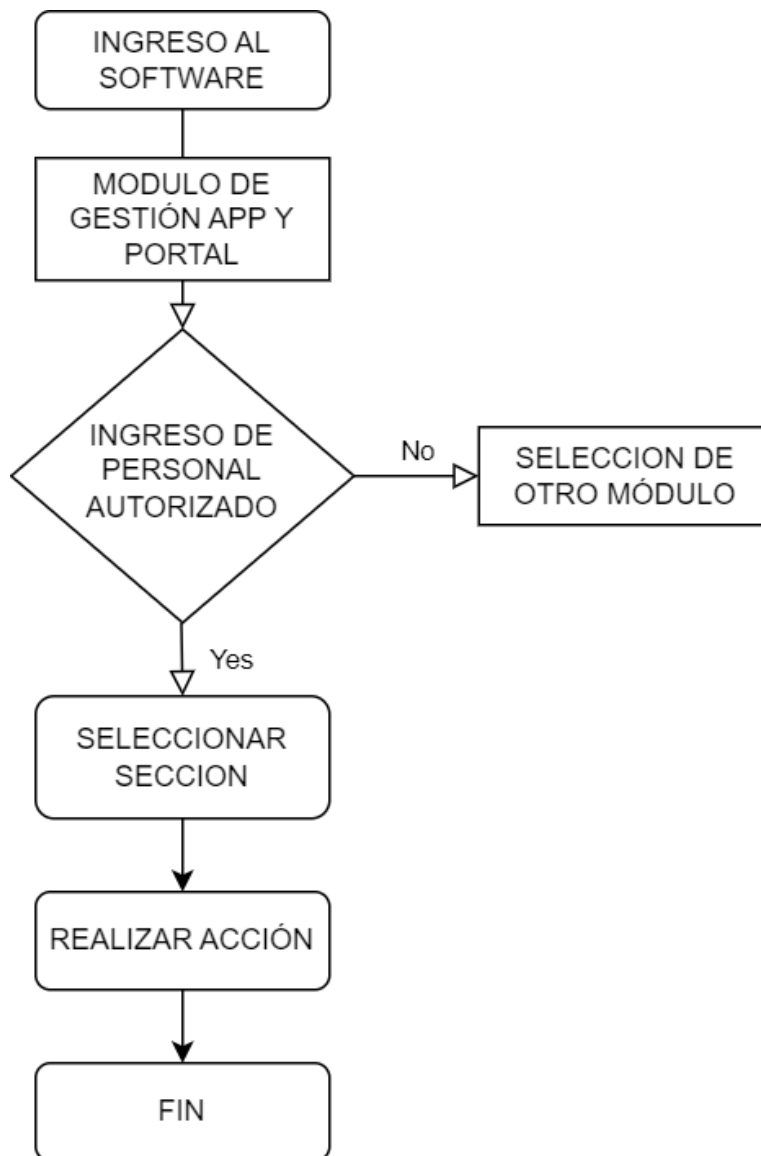 INGRESO AL
SOFTWARE
MODULO DE
GESTIÓN APP Y
PORTAL
INGRESO DE
PERSONAL
AUTORIZADO
No
SELECCION DE
OTRO MÓDULO
Yes
SELECCIONAR
SECCION
REALIZAR ACCIÓN
FIN